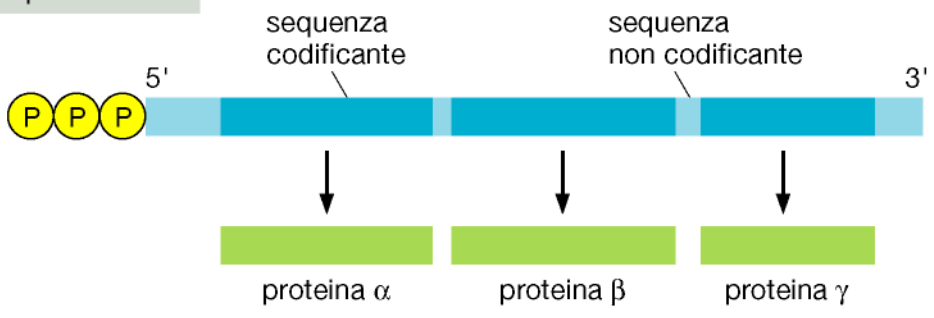 sequenza
codificante
sequenza
non codificante
5'
3'
P P P
proteina α
proteina β
proteina γ